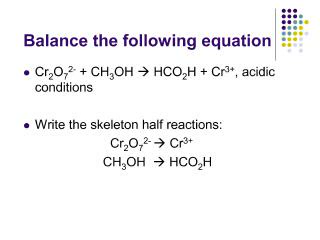 Balance the following equation
Cr₂O₇²⁻ + CH₃OH → HCO₂H + Cr³⁺, acidic
conditions
Write the skeleton half reactions:
Cr₂O₇²⁻ → Cr³⁺
CH₃OH → HCO₂H